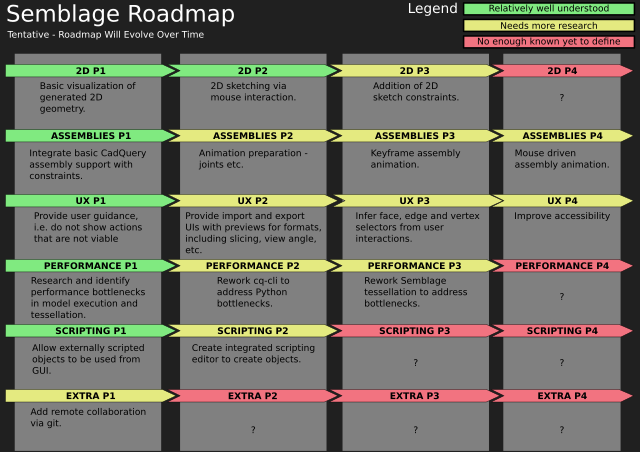 Semblage Roadmap
Tentative - Roadmap Will Evolve Over Time
Legend
Relatively well understood
Needs more research
No enough known yet to define
2D P1
2D P2
2D P3
2D P4
Basic visualization of
generated 2D
geometry.
2D sketching via
mouse interaction.
Addition of 2D
sketch constraints.
?
ASSEMBLIES P1
ASSEMBLIES P2
ASSEMBLIES P3
ASSEMBLIES P4
Integrate basic CadQuery
assembly support with
constraints.
Animation preparation -
joints etc.
Keyframe assembly
animation.
Mouse driven
assembly animation.
UX P1
UX P2
UX P3
UX P4
Provide user guidance,
i.e. do not show actions
that are not viable
Provide import and export
UIs with previews for formats,
including slicing, view angle,
etc.
Infer face, edge and vertex
selectors from user
interactions.
Improve accessibility
PERFORMANCE P1
PERFORMANCE P2
PERFORMANCE P3
PERFORMANCE P4
Research and identify
performance bottlenecks
in model execution and
tessellation.
Rework cq-cli to
address Python
bottlenecks.
Rework Semblage
tessellation to address
bottlenecks.
?
SCRIPTING P1
SCRIPTING P2
SCRIPTING P3
SCRIPTING P4
Allow externally scripted
objects to be used from
GUI.
Create integrated scripting
editor to create objects.
?
?
EXTRA P1
EXTRA P2
EXTRA P3
EXTRA P4
Add remote collaboration
via git.
?
?
?